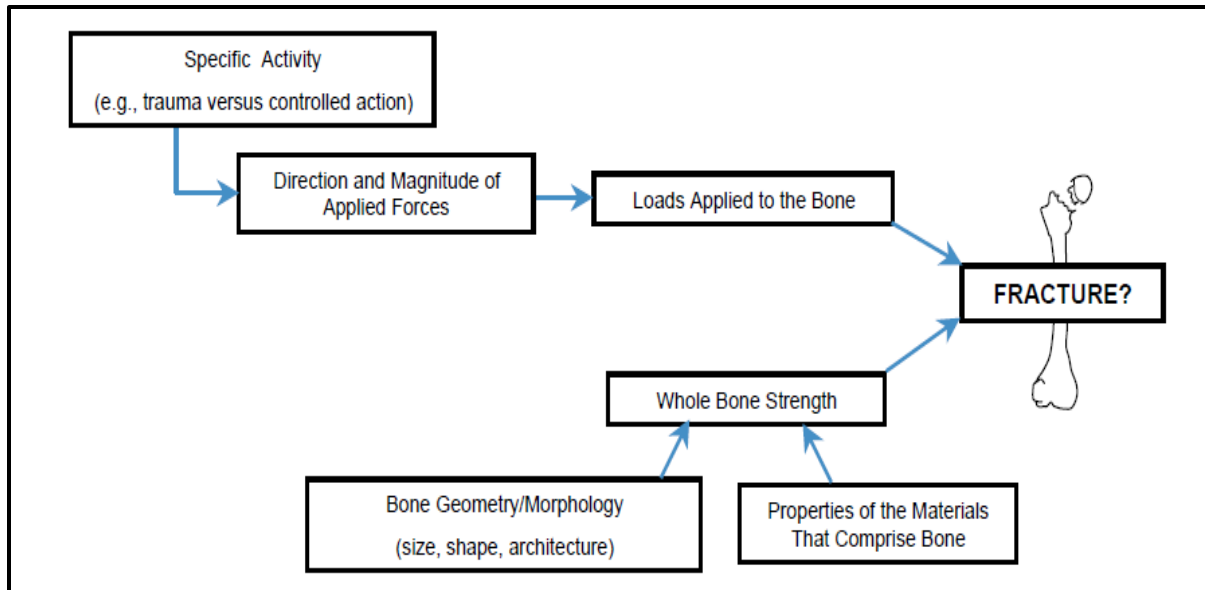 Specific Activity
(e.g., trauma versus controlled action)
Direction and Magnitude of
Applied Forces
Loads Applied to the Bone
FRACTURE?
Whole Bone Strength
Bone Geometry/Morphology
(size, shape, architecture)
Properties of the Materials
That Comprise Bone